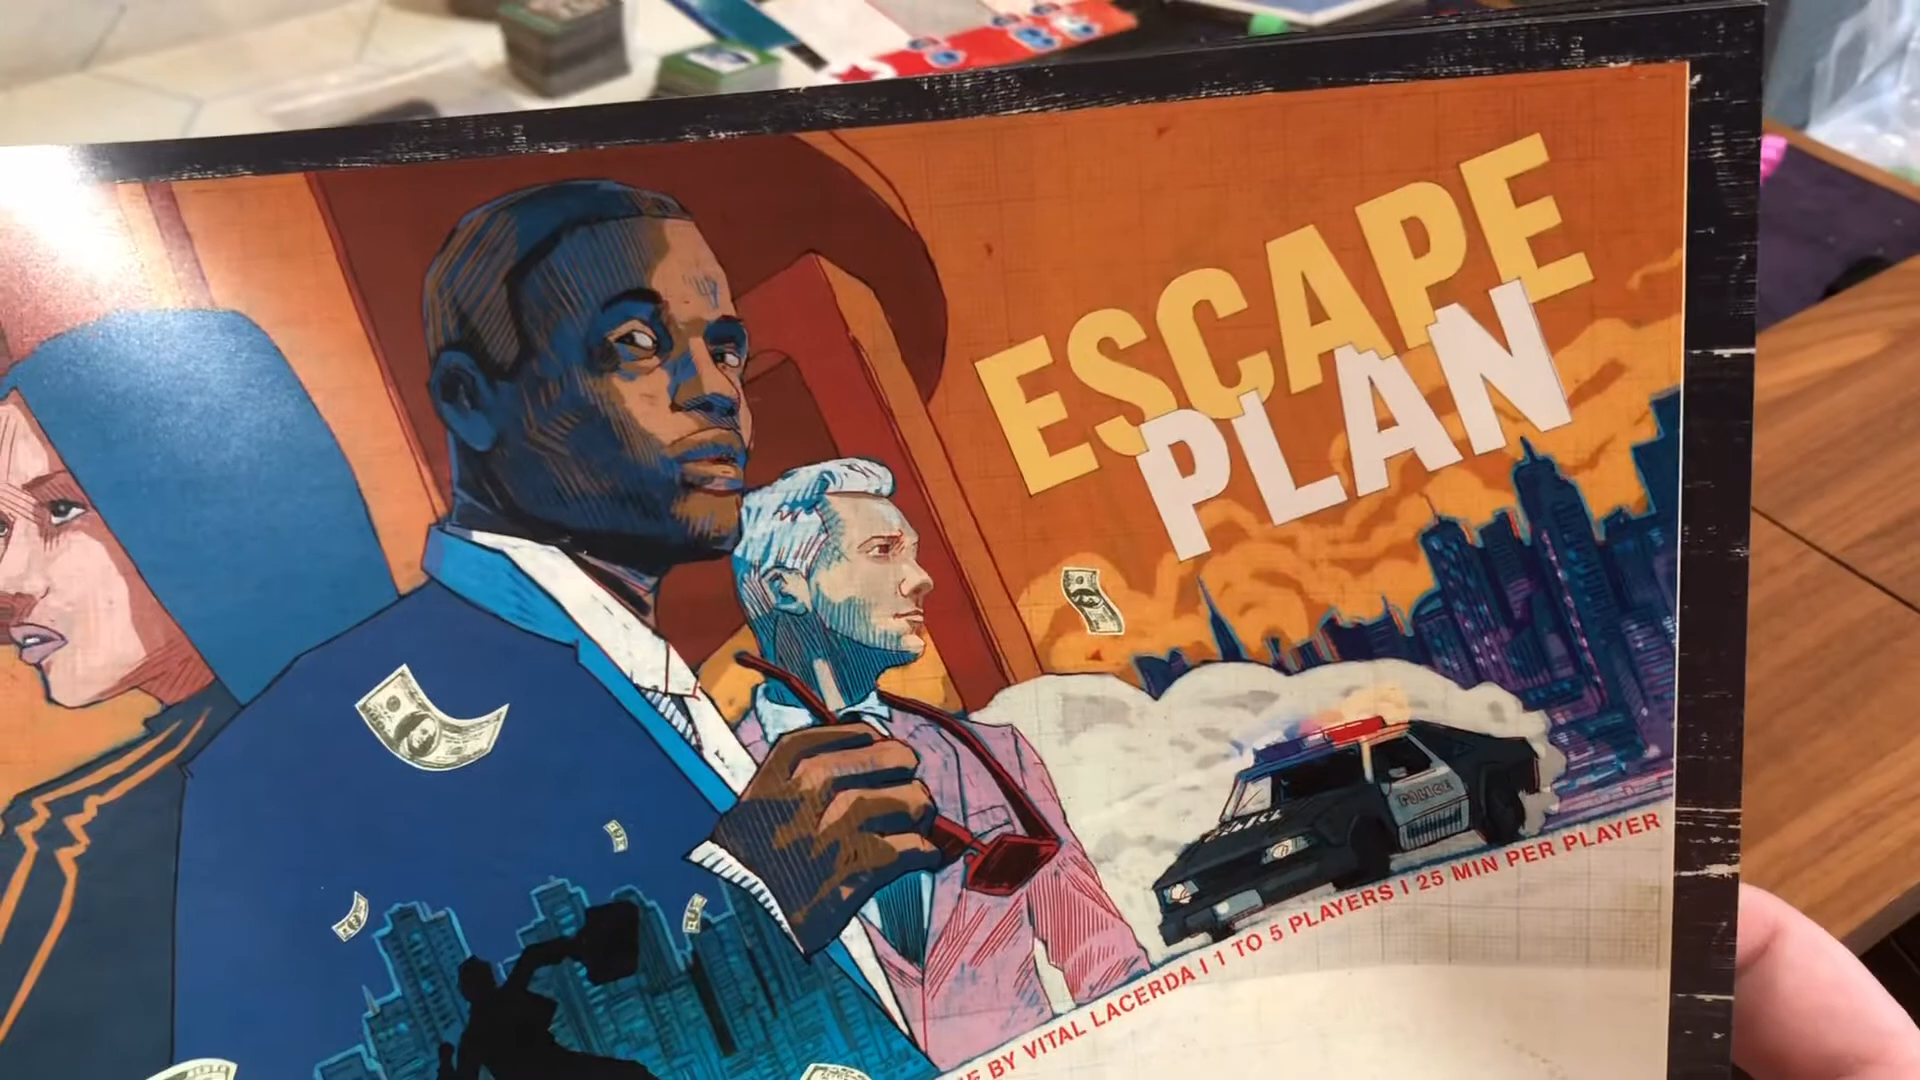 ESCAPE
PLAN
POLICE
BY VITAL LACERDA | 1 TO 5 PLAYERS | 25 MIN PER PLAYER